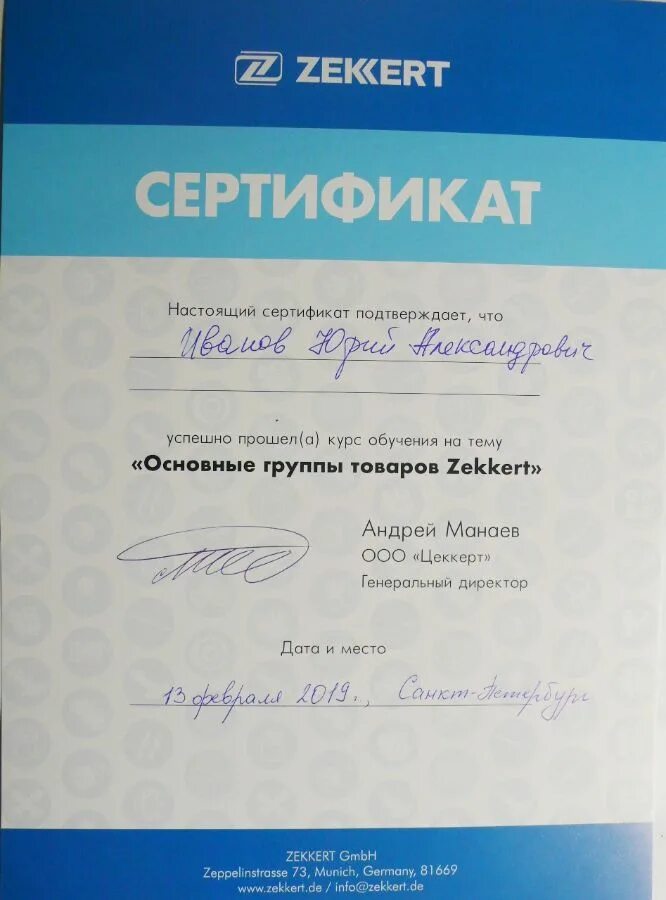 ZEKKERT
СЕРТИФИКАТ
Настоящий сертификат подтверждает, что
Иванов Юрий Александрович
успешно прошел(а) курс обучения на тему
«Основные группы товаров Zekkert»
Андрей Манаев
ООО «Цеккерт»
Генеральный директор
Дата и место
13 февраля 2019г., Санкт-Петербург
ZEKKERT GmbH
Zeppelinstrasse 73, Munich, Germany, 81669
www.zekkert.de / info@zekkert.de